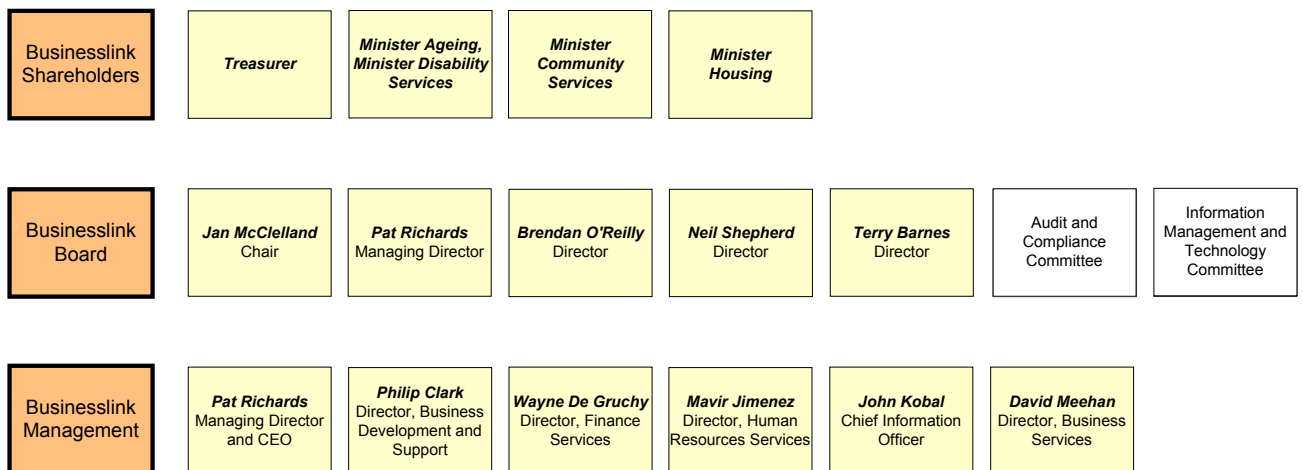 Businesslink
Shareholders
Treasurer
Minister Ageing,
Minister Disability
Services
Minister
Community
Services
Minister
Housing
Businesslink
Board
Jan McClelland
Chair
Pat Richards
Managing Director
Brendan O'Reilly
Director
Neil Shepherd
Director
Terry Barnes
Director
Audit and
Compliance
Committee
Information
Management and
Technology
Committee
Businesslink
Management
Pat Richards
Managing Director
and CEO
Philip Clark
Director, Business
Development and
Support
Wayne De Gruchy
Director, Finance
Services
Mavir Jimenez
Director, Human
Resources Services
John Kobal
Chief Information
Officer
David Meehan
Director, Business
Services